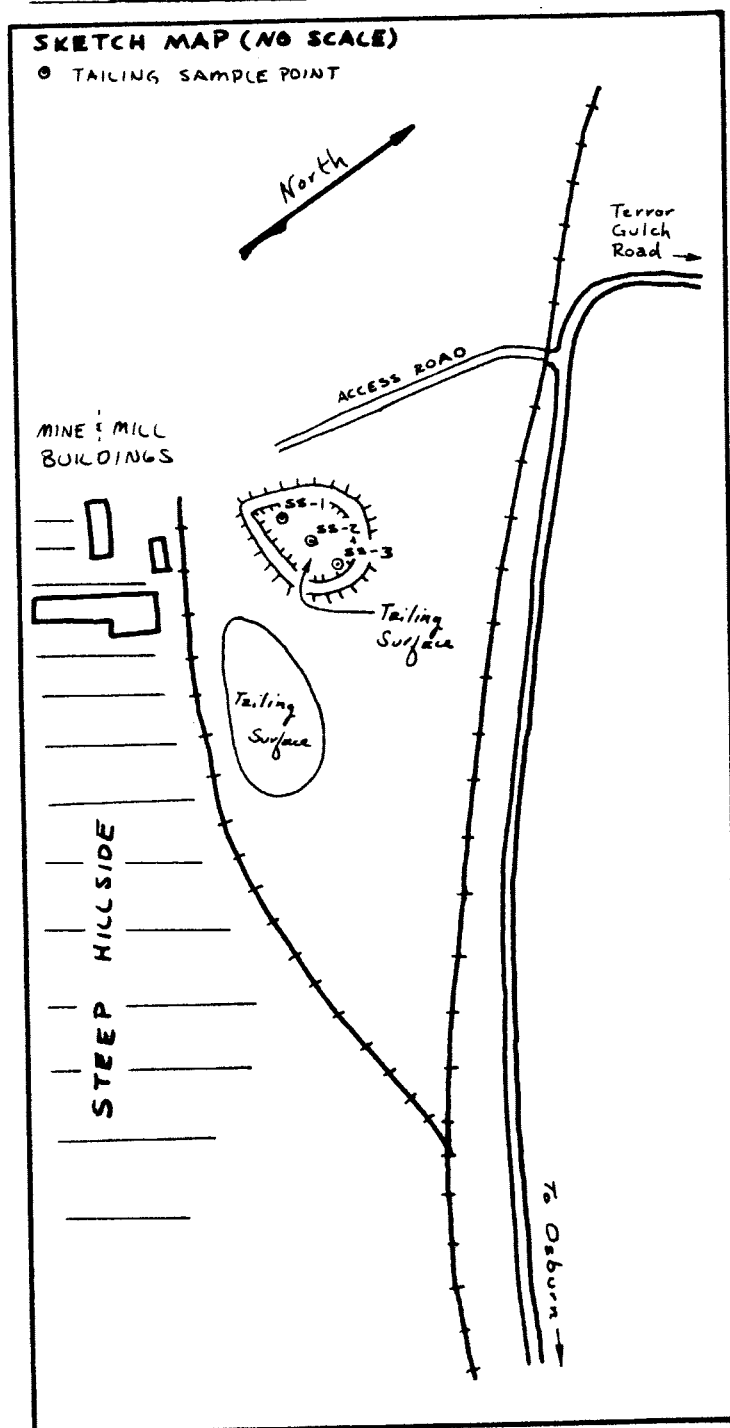 SKETCH MAP (NO SCALE)
TAILING SAMPLE POINT
North
Terror
Gulch
Road
ACCESS ROAD
MINE & MILL
BUILDINGS
SS-1
SS-2
SS-3
Tailing
Surface
Tailing
Surface
STEEP HILLSIDE
To Osburn